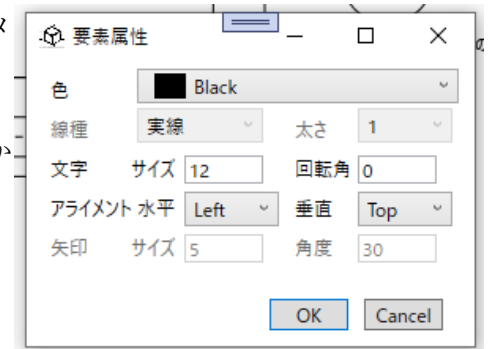 要素属性
色 Black
線種 実線 太さ 1
文字 サイズ 12 回転角 0
アライメント 水平 Left 垂直 Top
矢印 サイズ 5 角度 30
OK Cancel